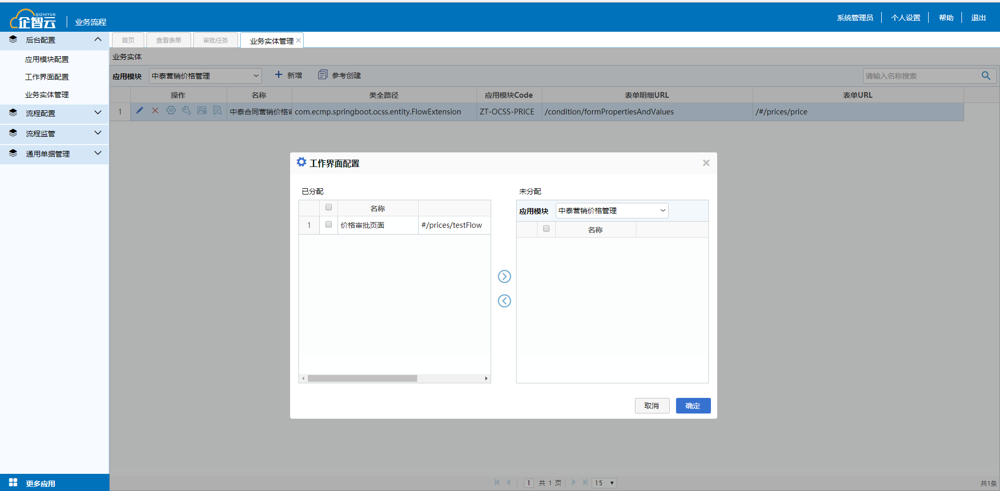 QIZHIYUN
企智云 业务流程
系统管理员 个人设置 帮助 退出
后台配置
应用模块配置
工作界面配置
业务实体管理
流程配置
流程监管
通用单据管理
更多应用
首页 查看表单 审批任务 业务实体管理
业务实体
应用模块 中泰营销价格管理 新增 参考创建 请输入名称搜索
操作 名称 类全路径 应用模块Code 表单明细URL 表单URL
1 中泰合同营销价格 com.ecmp.springboot.ocss.entity.FlowExtension ZT-OCSS-PRICE /condition/formPropertiesAndValues /#/prices/price
工作界面配置
已分配
名称
1 价格审批页面 #/prices/testFlow
未分配
应用模块 中泰营销价格管理
名称
取消 确定
1 共 1 页 15 共1条